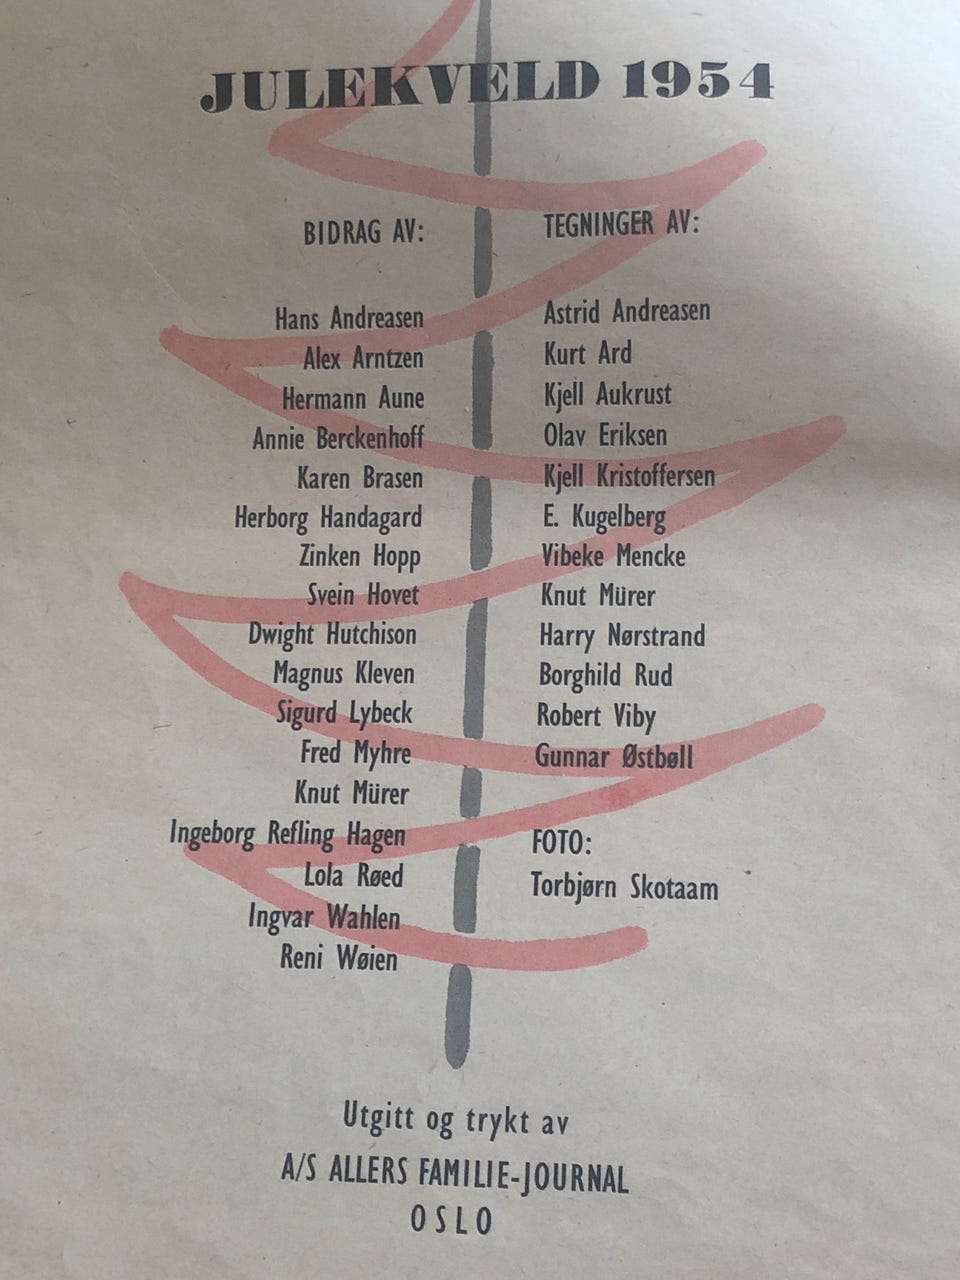 JULEKVELD 1954
BIDRAG AV:
Hans Andreasen
Alex Arntzen
Hermann Aune
Annie Berckenhoff
Karen Brasen
Herborg Handagard
Zinken Hopp
Svein Hovet
Dwight Hutchison
Magnus Kleven
Sigurd Lybeck
Fred Myhre
Knut Mürer
Ingeborg Refling Hagen
Lola Røed
Ingvar Wahlen
Reni Wøien
TEGNINGER AV:
Astrid Andreasen
Kurt Ard
Kjell Aukrust
Olav Eriksen
Kjell Kristoffersen
E. Kugelberg
Vibeke Mencke
Knut Mürer
Harry Nørstrand
Borghild Rud
Robert Viby
Gunnar Østbøll
FOTO:
Torbjørn Skotaam
Utgitt og trykt av
A/S ALLERS FAMILIE-JOURNAL
OSLO